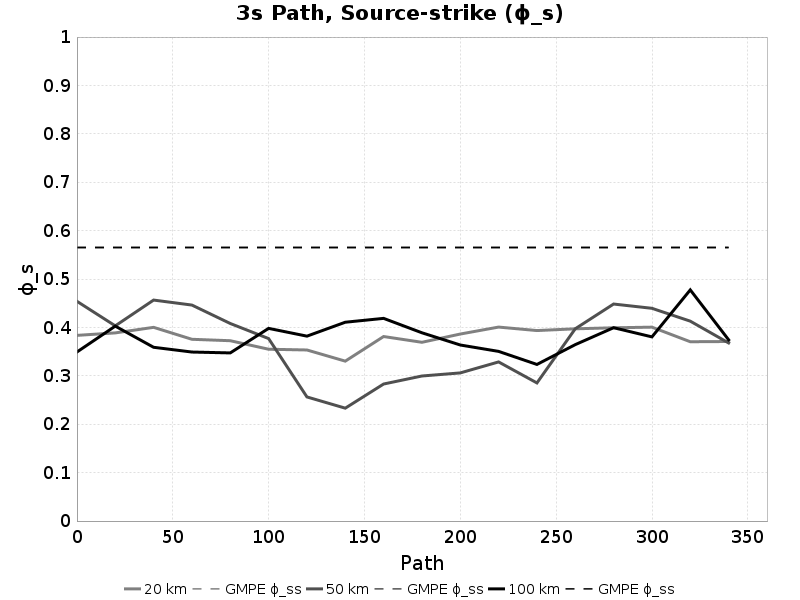 3s Path, Source-strike (ϕ_s)
1
0.9
0.8
0.7
0.6
0.5
0.4
0.3
0.2
0.1
0
ϕ_s
0 50 100 150 200 250 300 350
Path
20 km GMPE ϕ_ss 50 km GMPE ϕ_ss 100 km GMPE ϕ_ss